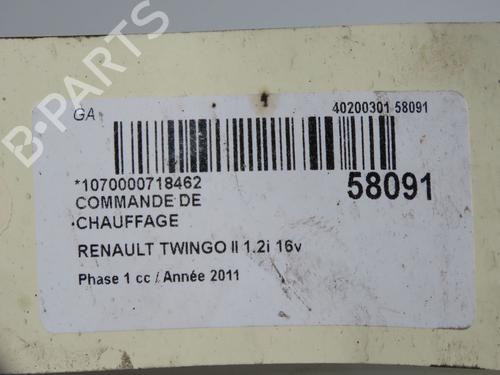 B-PARTS
GA
40200301 58091
*1070000718462
58091
COMMANDE DE
CHAUFFAGE
RENAULT TWINGO II 1.2i 16v
Phase 1 cc / Année 2011